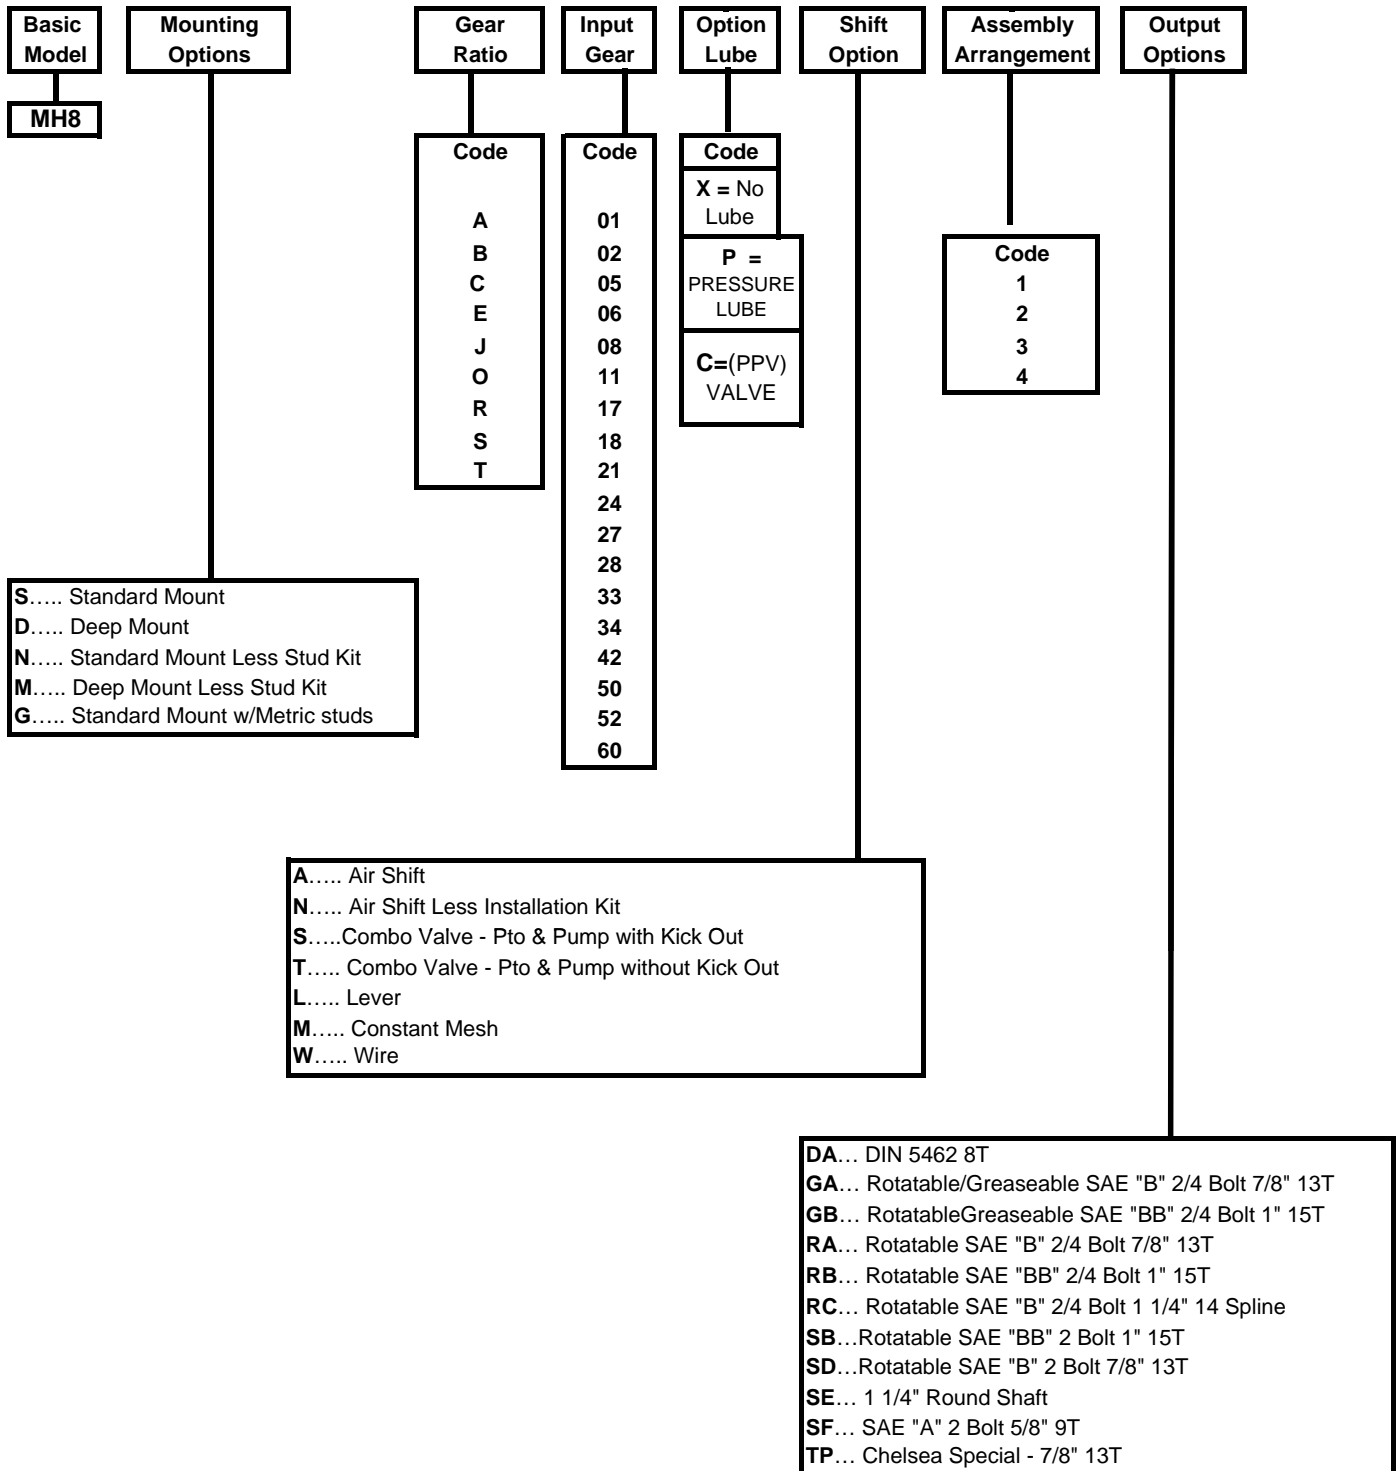 Basic
Model
Mounting
Options
Gear
Ratio
Input
Gear
Option
Lube
Shift
Option
Assembly
Arrangement
Output
Options
MH8
Code
A
B
C
E
J
O
R
S
T
Code
01
02
05
06
08
11
17
18
21
24
27
28
33
34
42
50
52
60
Code
X = No
Lube
P =
PRESSURE
LUBE
C=(PPV)
VALVE
Code
1
2
3
4
S….. Standard Mount
D….. Deep Mount
N….. Standard Mount Less Stud Kit
M….. Deep Mount Less Stud Kit
G….. Standard Mount w/Metric studs
A….. Air Shift
N….. Air Shift Less Installation Kit
S…..Combo Valve - Pto & Pump with Kick Out
T….. Combo Valve - Pto & Pump without Kick Out
L….. Lever
M….. Constant Mesh
W….. Wire
DA… DIN 5462 8T
GA… Rotatable/Greaseable SAE "B" 2/4 Bolt 7/8" 13T
GB… RotatableGreaseable SAE "BB" 2/4 Bolt 1" 15T
RA… Rotatable SAE "B" 2/4 Bolt 7/8" 13T
RB… Rotatable SAE "BB" 2/4 Bolt 1" 15T
RC… Rotatable SAE "B" 2/4 Bolt 1 1/4" 14 Spline
SB…Rotatable SAE "BB" 2 Bolt 1" 15T
SD…Rotatable SAE "B" 2 Bolt 7/8" 13T
SE… 1 1/4" Round Shaft
SF… SAE "A" 2 Bolt 5/8" 9T
TP… Chelsea Special - 7/8" 13T